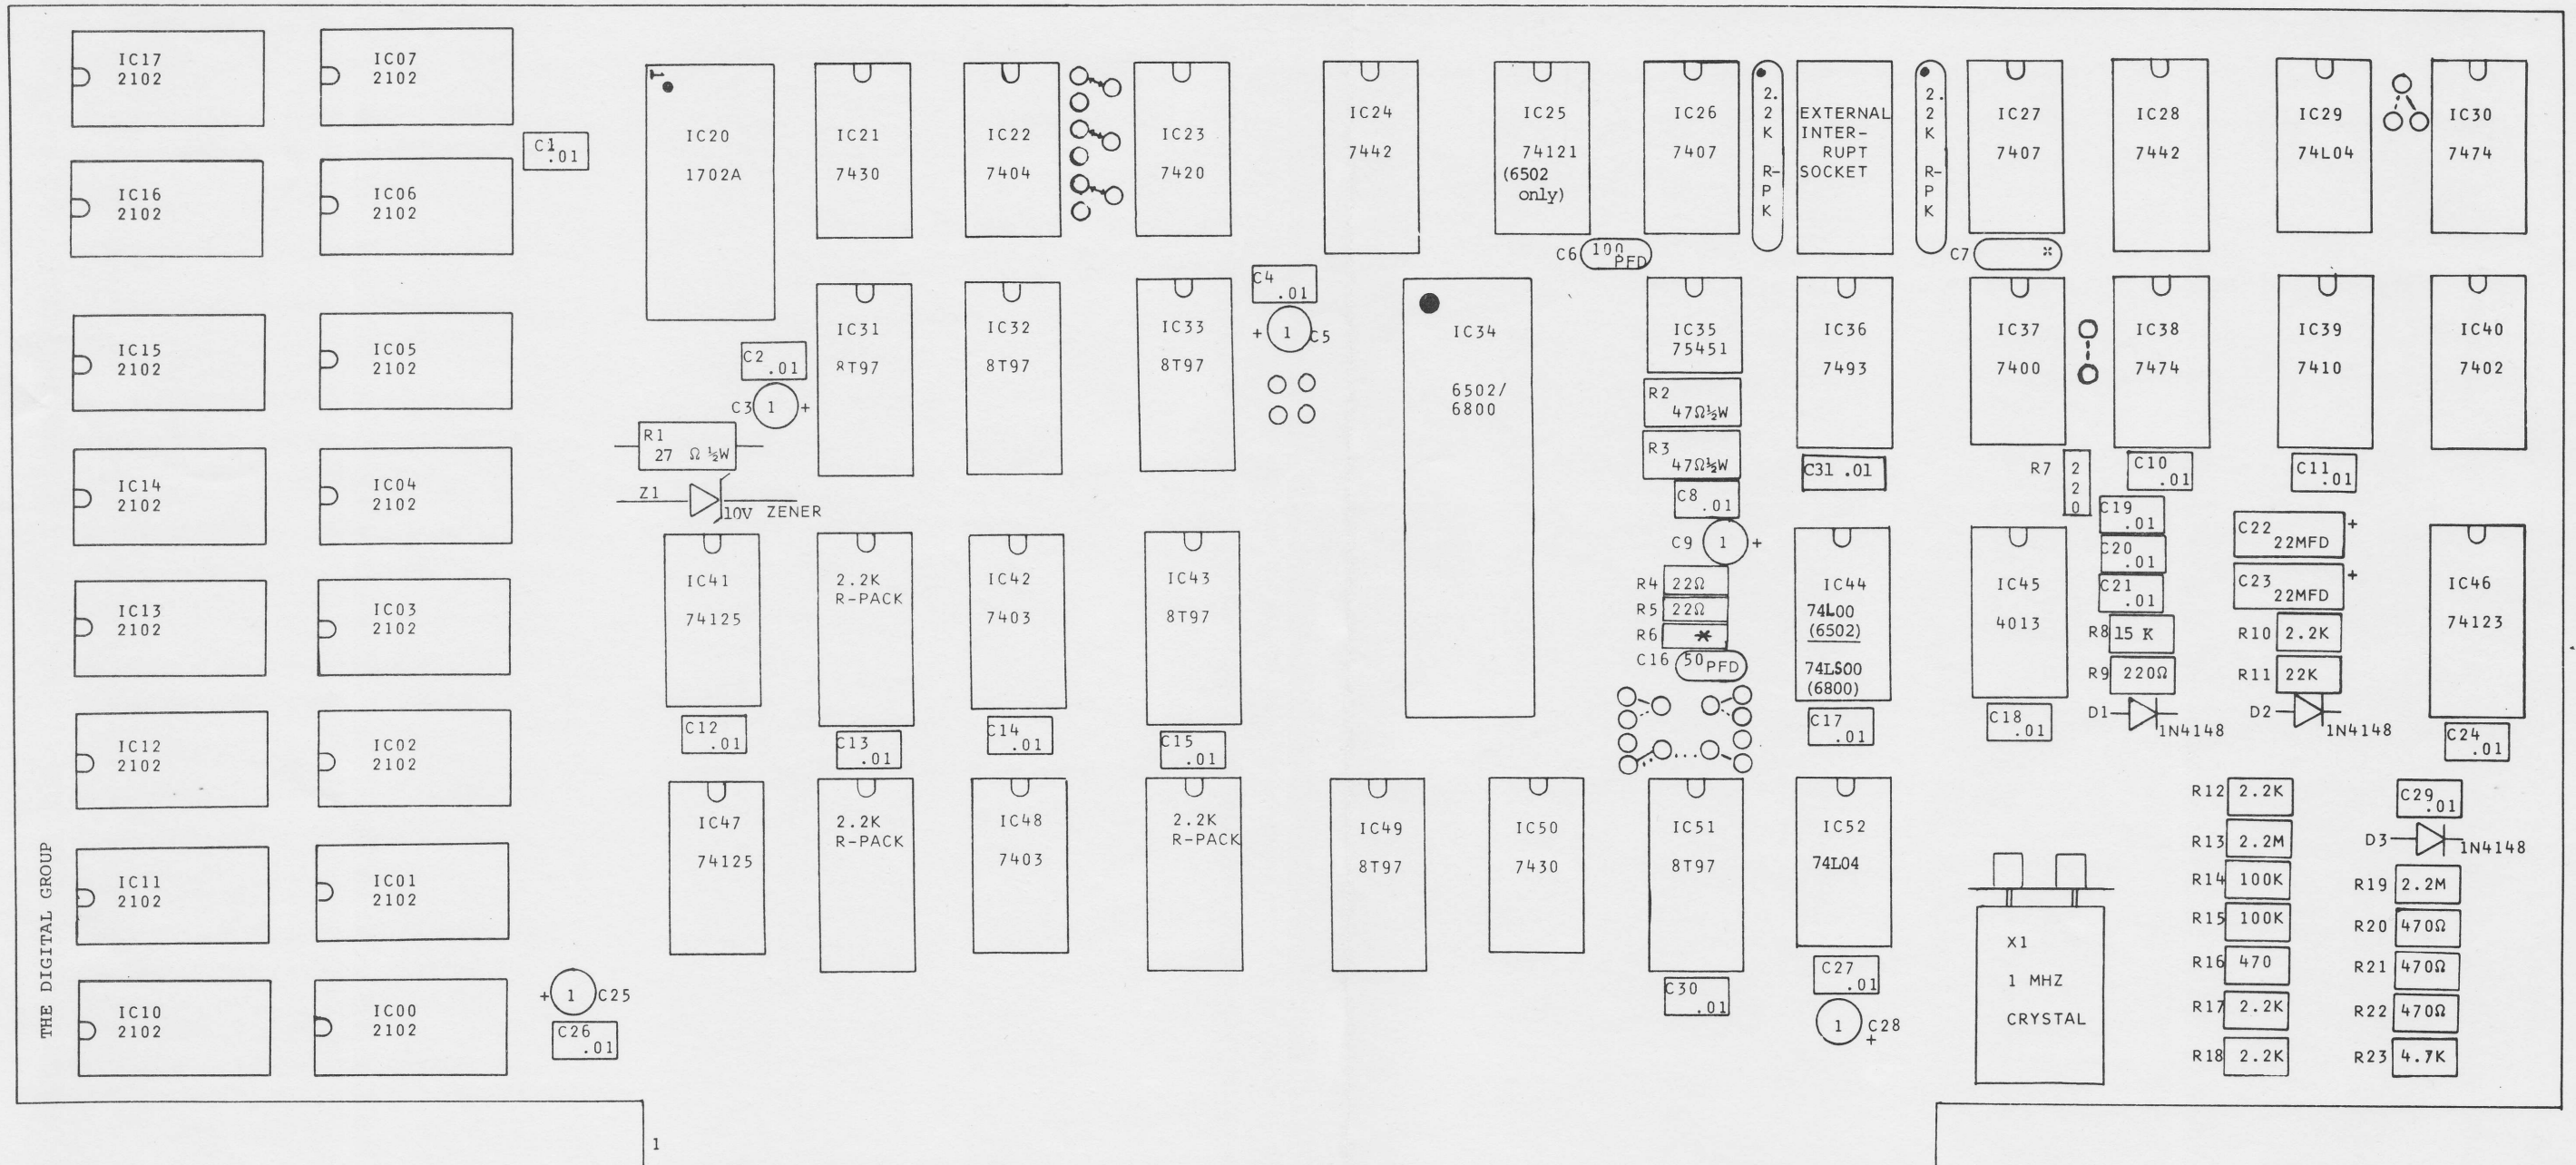 IC17
2102
IC07
2102
C1
.01
IC16
2102
IC06
2102
IC15
2102
IC05
2102
IC14
2102
IC04
2102
IC13
2102
IC03
2102
IC12
2102
IC02
2102
IC11
2102
IC01
2102
IC10
2102
IC00
2102
THE DIGITAL GROUP
+ 1 C25
C26
.01
1
1
IC20
1702A
IC21
7430
IC22
7404
IC23
7420
IC24
7442
IC25
74121
(6502
only)
IC26
7407
2.
2
K
R-
P
K
EXTERNAL
INTER-
RUPT
SOCKET
2.
2
K
R-
P
K
IC27
7407
IC28
7442
IC29
74L04
IC30
7474
C6 100
PFD
C7 *
C2
.01
C3 1 +
R1
27 Ω ½W
Z1
10V ZENER
IC31
8T97
IC32
8T97
IC33
8T97
C4
.01
+ 1 C5
IC34
6502/
6800
IC35
75451
R2
47Ω½W
R3
47Ω½W
C8
.01
C9 1 +
R4 22Ω
R5 22Ω
R6 *
C16 50PFD
IC36
7493
C31 .01
IC37
7400
IC38
7474
IC39
7410
IC40
7402
R7
2
2
0
C10
.01
C11
.01
C19
.01
C20
.01
C21
.01
C22 +
22MFD
C23 +
22MFD
R8 15 K
R9 220Ω
R10 2.2K
R11 22K
D1
1N4148
D2
1N4148
IC41
74125
2.2K
R-PACK
IC42
7403
IC43
8T97
IC44
74L00
(6502)
74LS00
(6800)
IC45
4013
IC46
74123
C12
.01
C13
.01
C14
.01
C15
.01
C17
.01
C18
.01
C24
.01
IC47
74125
2.2K
R-PACK
IC48
7403
2.2K
R-PACK
IC49
8T97
IC50
7430
IC51
8T97
IC52
74L04
C30
.01
C27
.01
1 C28
+
X1
1 MHZ
CRYSTAL
R12 2.2K
R13 2.2M
R14 100K
R15 100K
R16 470
R17 2.2K
R18 2.2K
C29
.01
D3
1N4148
R19 2.2M
R20 470Ω
R21 470Ω
R22 470Ω
R23 4.7K